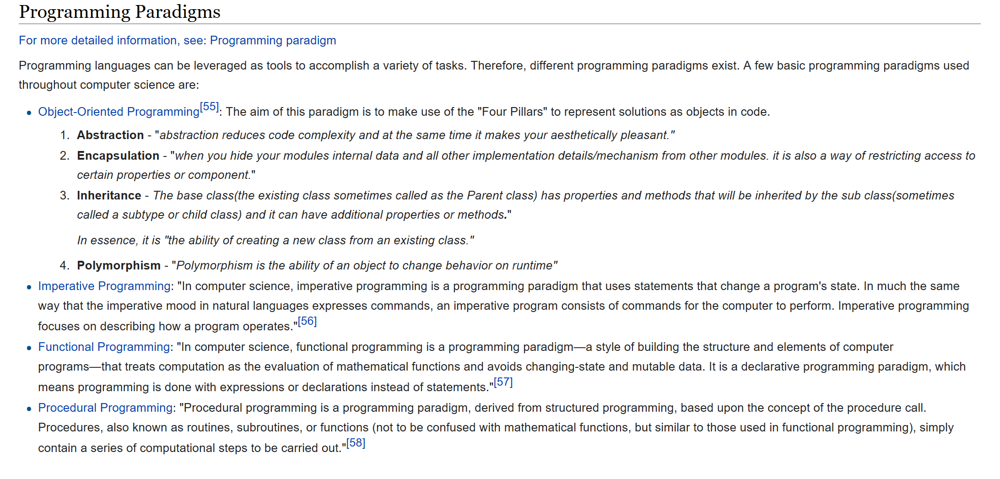 Programming Paradigms
For more detailed information, see: Programming paradigm
Programming languages can be leveraged as tools to accomplish a variety of tasks. Therefore, different programming paradigms exist. A few basic programming paradigms used
throughout computer science are:
• Object-Oriented Programming[55]: The aim of this paradigm is to make use of the "Four Pillars" to represent solutions as objects in code.
1. Abstraction - "abstraction reduces code complexity and at the same time it makes your aesthetically pleasant."
2. Encapsulation - "when you hide your modules internal data and all other implementation details/mechanism from other modules. it is also a way of restricting access to
certain properties or component."
3. Inheritance - The base class(the existing class sometimes called as the Parent class) has properties and methods that will be inherited by the sub class(sometimes
called a subtype or child class) and it can have additional properties or methods."
In essence, it is "the ability of creating a new class from an existing class."
4. Polymorphism - "Polymorphism is the ability of an object to change behavior on runtime"
• Imperative Programming: "In computer science, imperative programming is a programming paradigm that uses statements that change a program's state. In much the same
way that the imperative mood in natural languages expresses commands, an imperative program consists of commands for the computer to perform. Imperative programming
focuses on describing how a program operates."[56]
• Functional Programming: "In computer science, functional programming is a programming paradigm—a style of building the structure and elements of computer
programs—that treats computation as the evaluation of mathematical functions and avoids changing-state and mutable data. It is a declarative programming paradigm, which
means programming is done with expressions or declarations instead of statements."[57]
• Procedural Programming: "Procedural programming is a programming paradigm, derived from structured programming, based upon the concept of the procedure call.
Procedures, also known as routines, subroutines, or functions (not to be confused with mathematical functions, but similar to those used in functional programming), simply
contain a series of computational steps to be carried out."[58]